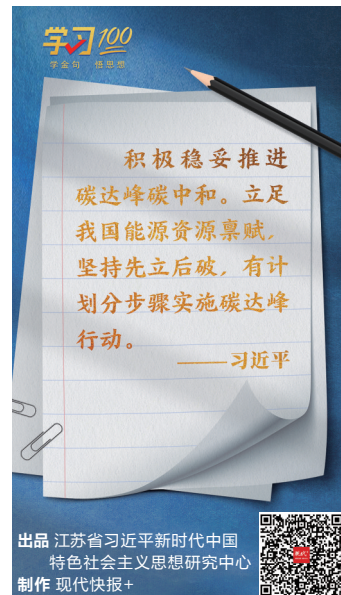 学习100
学金句 悟思想
积极稳妥推进
碳达峰碳中和。立足
我国能源资源禀赋，
坚持先立后破，有计
划分步骤实施碳达峰
行动。
——习近平
出品 江苏省习近平新时代中国
特色社会主义思想研究中心
制作 现代快报+